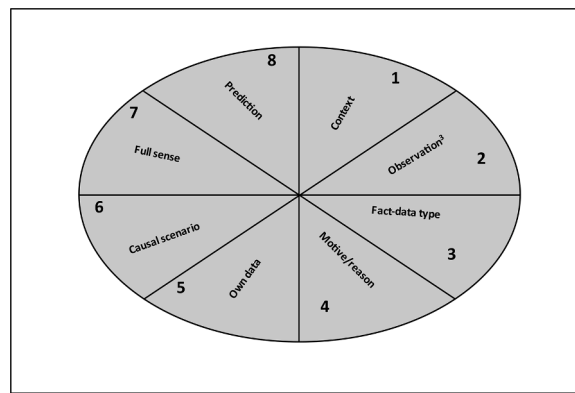 8
1
Prediction
Context
7
Full sense
Observation³
2
6
Causal scenario
Fact-data type
3
5
Own data
Motive/reason
4